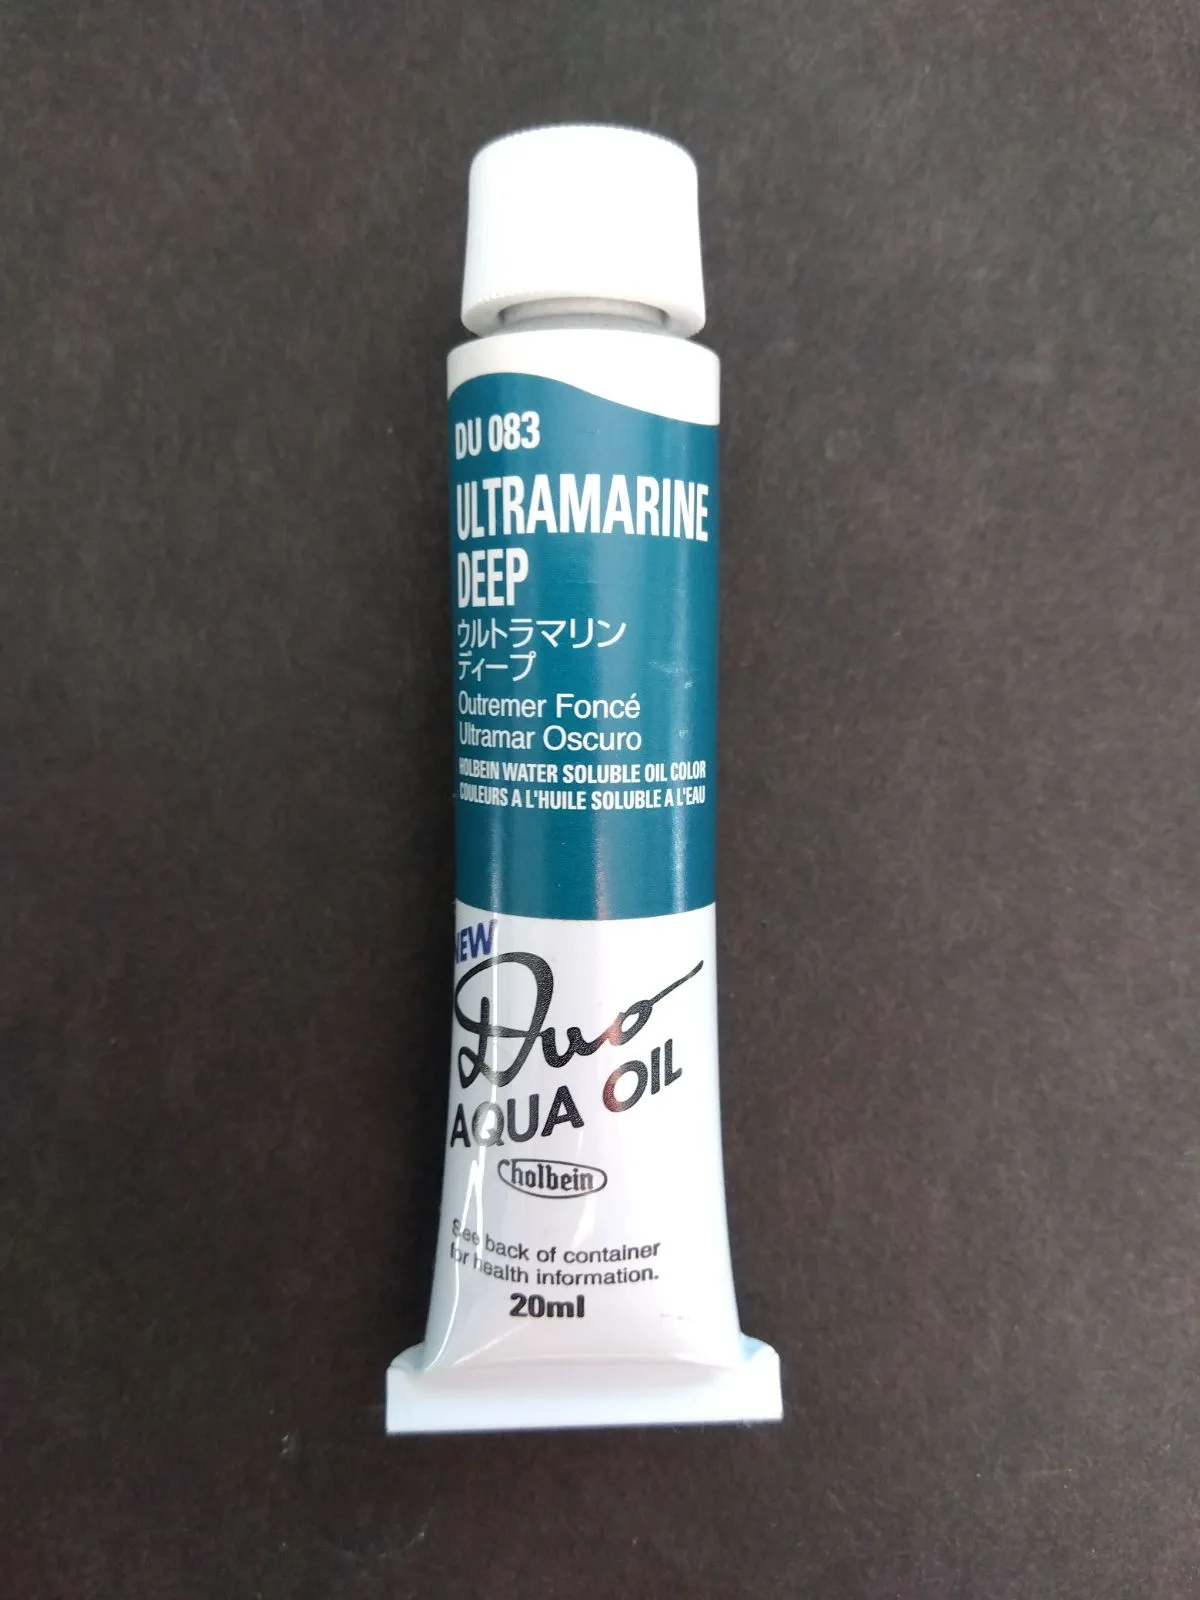 DU 083
ULTRAMARINE
DEEP
ウルトラマリン
ディープ
Outremer Foncé
Ultramar Oscuro
HOLBEIN WATER SOLUBLE OIL COLOR
COULEURS A L'HUILE SOLUBLE A L'EAU
NEW
Duo
AQUA OIL
holbein
See back of container
for health information.
20ml